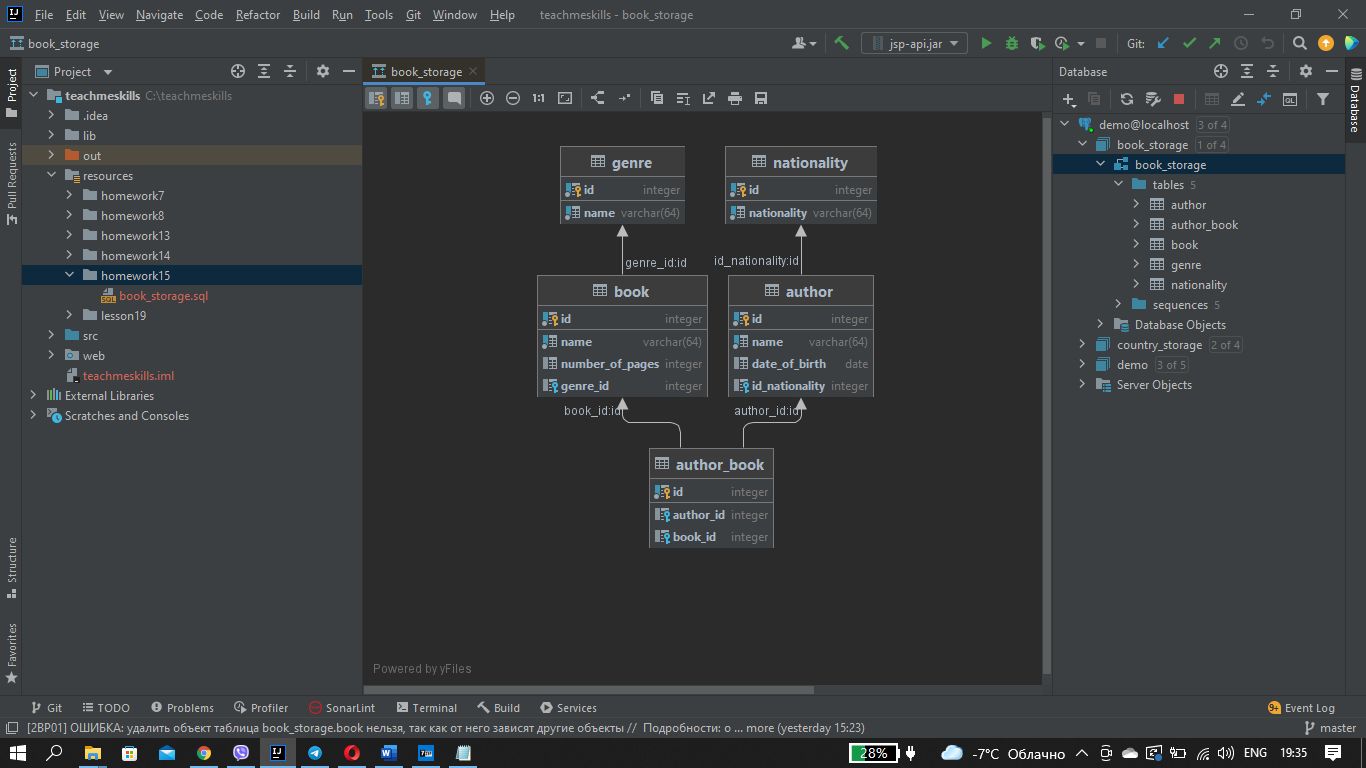 File Edit View Navigate Code Refactor Build Run Tools Git Window Help teachmeskills - book_storage
book_storage
jsp-api.jar
Git:
Project
Pull Requests
Structure
Favorites
Project
teachmeskills C:\teachmeskills
.idea
lib
out
resources
homework7
homework8
homework13
homework14
homework15
book_storage.sql
lesson19
src
web
teachmeskills.iml
External Libraries
Scratches and Consoles
book_storage
1:1
genre
id integer
name varchar(64)
nationality
id integer
nationality varchar(64)
genre_id:id
id_nationality:id
book
id integer
name varchar(64)
number_of_pages integer
genre_id integer
author
id integer
name varchar(64)
date_of_birth date
id_nationality integer
book_id:id
author_id:id
author_book
id integer
author_id integer
book_id integer
Powered by yFiles
Database
QL
demo@localhost 3 of 4
book_storage 1 of 4
book_storage
tables 5
author
author_book
book
genre
nationality
sequences 5
Database Objects
country_storage 2 of 4
demo 3 of 5
Server Objects
Database
Git TODO Problems Profiler SonarLint Terminal Build Services
9+ Event Log
[2BP01] ОШИБКА: удалить объект таблица book_storage.book нельзя, так как от него зависят другие объекты // Подробности: о ... more (yesterday 15:23)
master
28%
-7°C Облачно
ENG
19:35